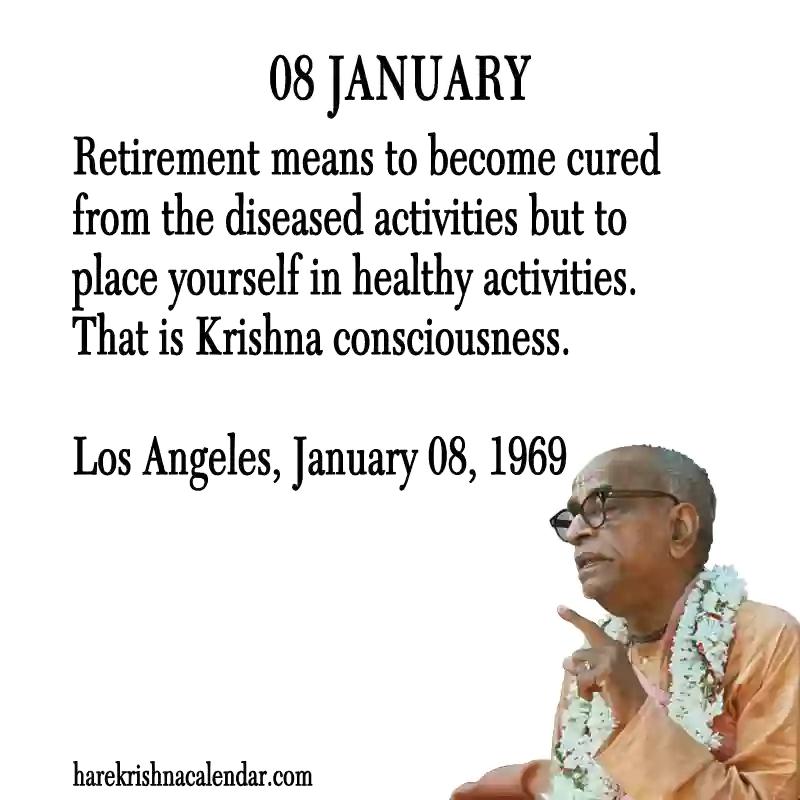 08 JANUARY
Retirement means to become cured
from the diseased activities but to
place yourself in healthy activities.
That is Krishna consciousness.
Los Angeles, January 08, 1969
harekrishnacalendar.com